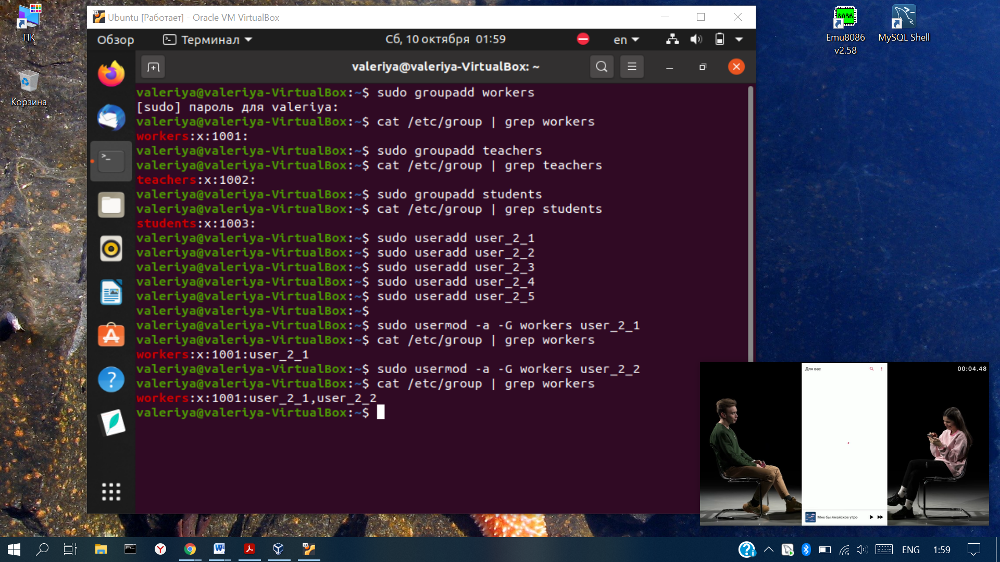 ПК
Корзина
Emu8086
v2.58
MySQL Shell
8086
Ubuntu [Работает] - Oracle VM VirtualBox
Обзор
Терминал
Сб, 10 октября 01:59
en
valeriya@valeriya-VirtualBox: ~
valeriya@valeriya-VirtualBox:~$ sudo groupadd workers
[sudo] пароль для valeriya:
valeriya@valeriya-VirtualBox:~$ cat /etc/group | grep workers
workers:x:1001:
valeriya@valeriya-VirtualBox:~$ sudo groupadd teachers
valeriya@valeriya-VirtualBox:~$ cat /etc/group | grep teachers
teachers:x:1002:
valeriya@valeriya-VirtualBox:~$ sudo groupadd students
valeriya@valeriya-VirtualBox:~$ cat /etc/group | grep students
students:x:1003:
valeriya@valeriya-VirtualBox:~$ sudo useradd user_2_1
valeriya@valeriya-VirtualBox:~$ sudo useradd user_2_2
valeriya@valeriya-VirtualBox:~$ sudo useradd user_2_3
valeriya@valeriya-VirtualBox:~$ sudo useradd user_2_4
valeriya@valeriya-VirtualBox:~$ sudo useradd user_2_5
valeriya@valeriya-VirtualBox:~$
valeriya@valeriya-VirtualBox:~$ sudo usermod -a -G workers user_2_1
valeriya@valeriya-VirtualBox:~$ cat /etc/group | grep workers
workers:x:1001:user_2_1
valeriya@valeriya-VirtualBox:~$ sudo usermod -a -G workers user_2_2
valeriya@valeriya-VirtualBox:~$ cat /etc/group | grep workers
workers:x:1001:user_2_1,user_2_2
valeriya@valeriya-VirtualBox:~$
Для вас
00:04.48
Мне бы ямайское утро
ENG
1:59